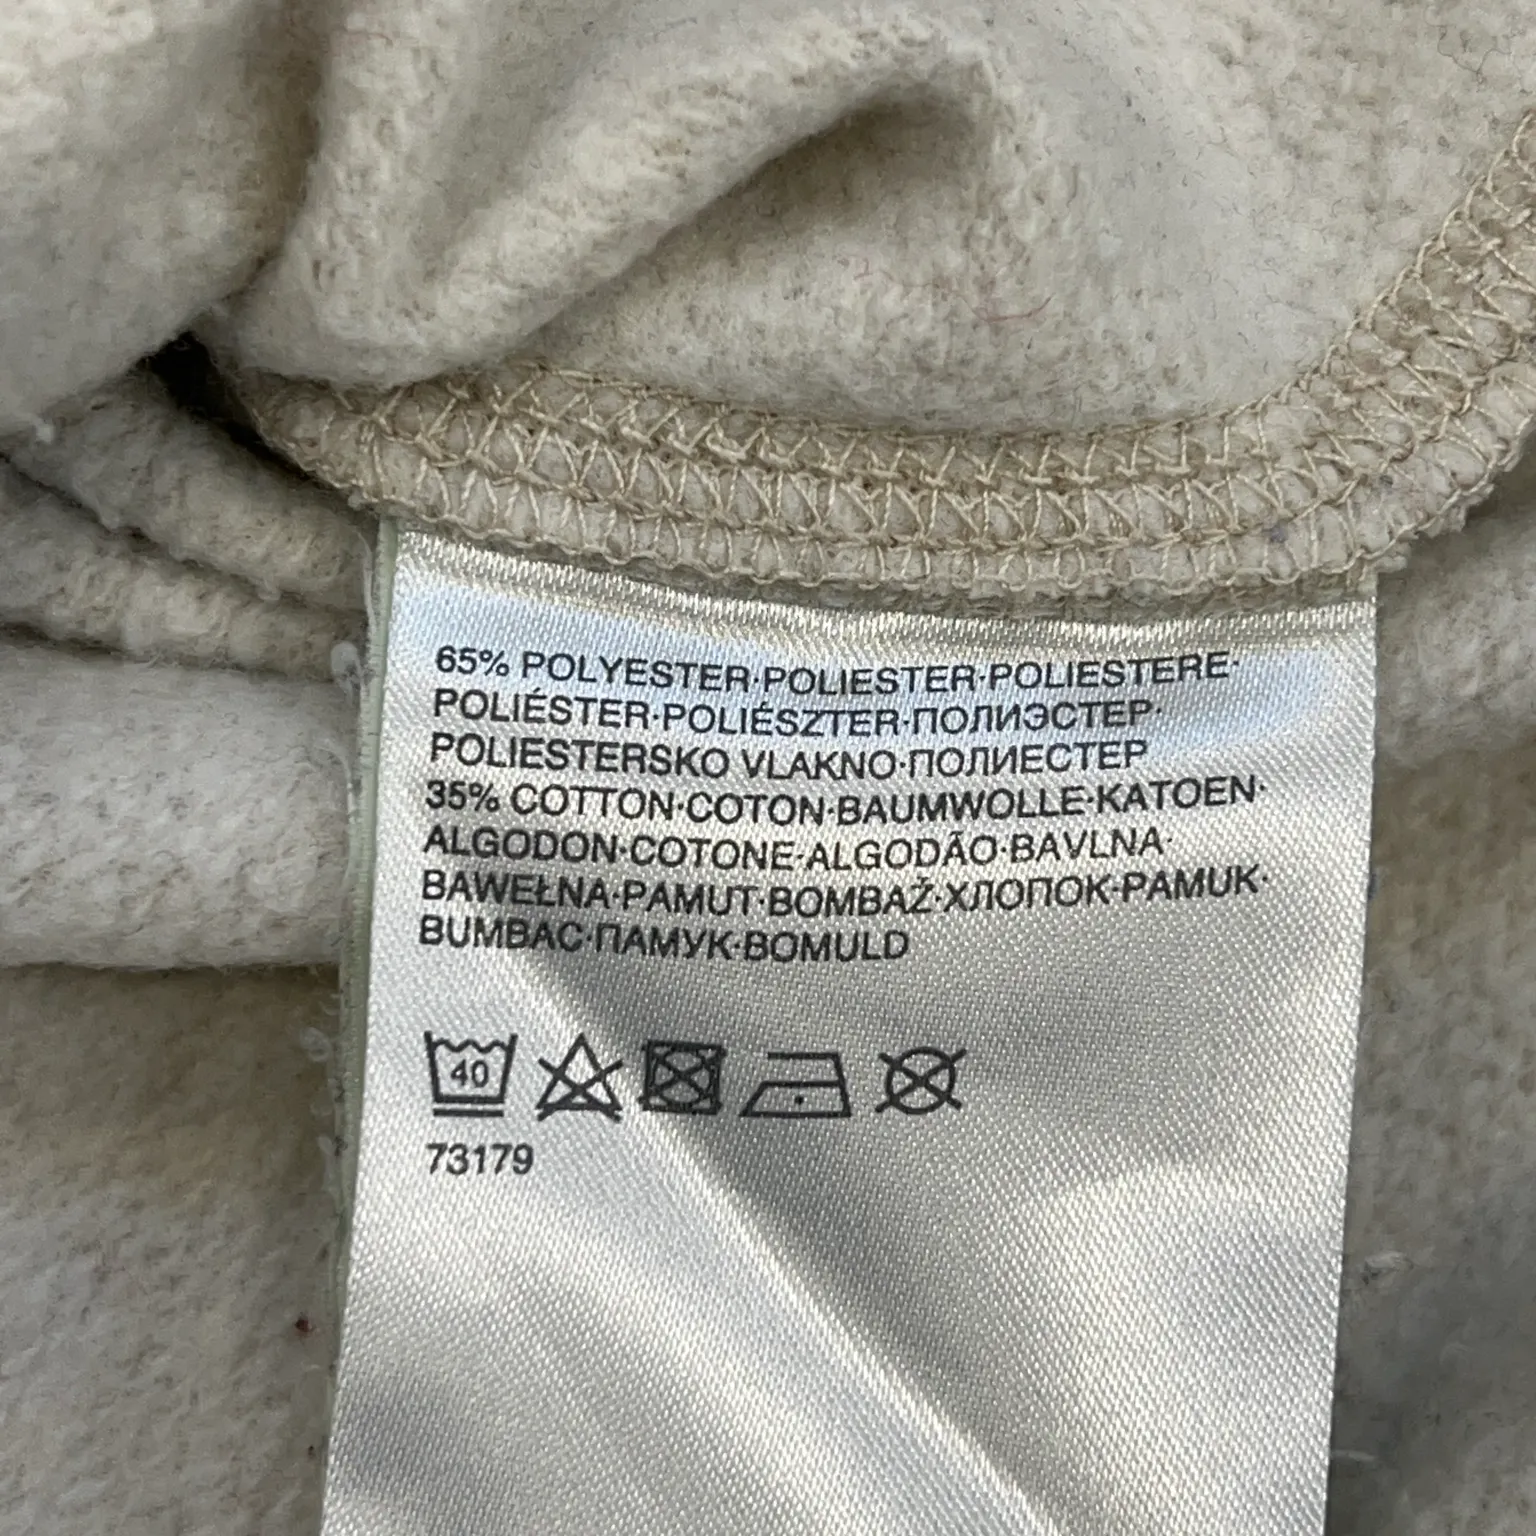 65% POLYESTER·POLIESTER·POLIESTERE·
POLIÉSTER·POLIÉSZTER·ПОЛИЭСТЕР·
POLIESTERSKO VLAKNO·ПОЛИЕСТЕР
35% COTTON·COTON·BAUMWOLLE·KATOEN·
ALGODON·COTONE·ALGODÃO·BAVLNA·
BAWEŁNA·PAMUT·BOMBAŽ·ХЛОПОК·PAMUK·
BUMBAC·ПАМУК·BOMULD
40
73179